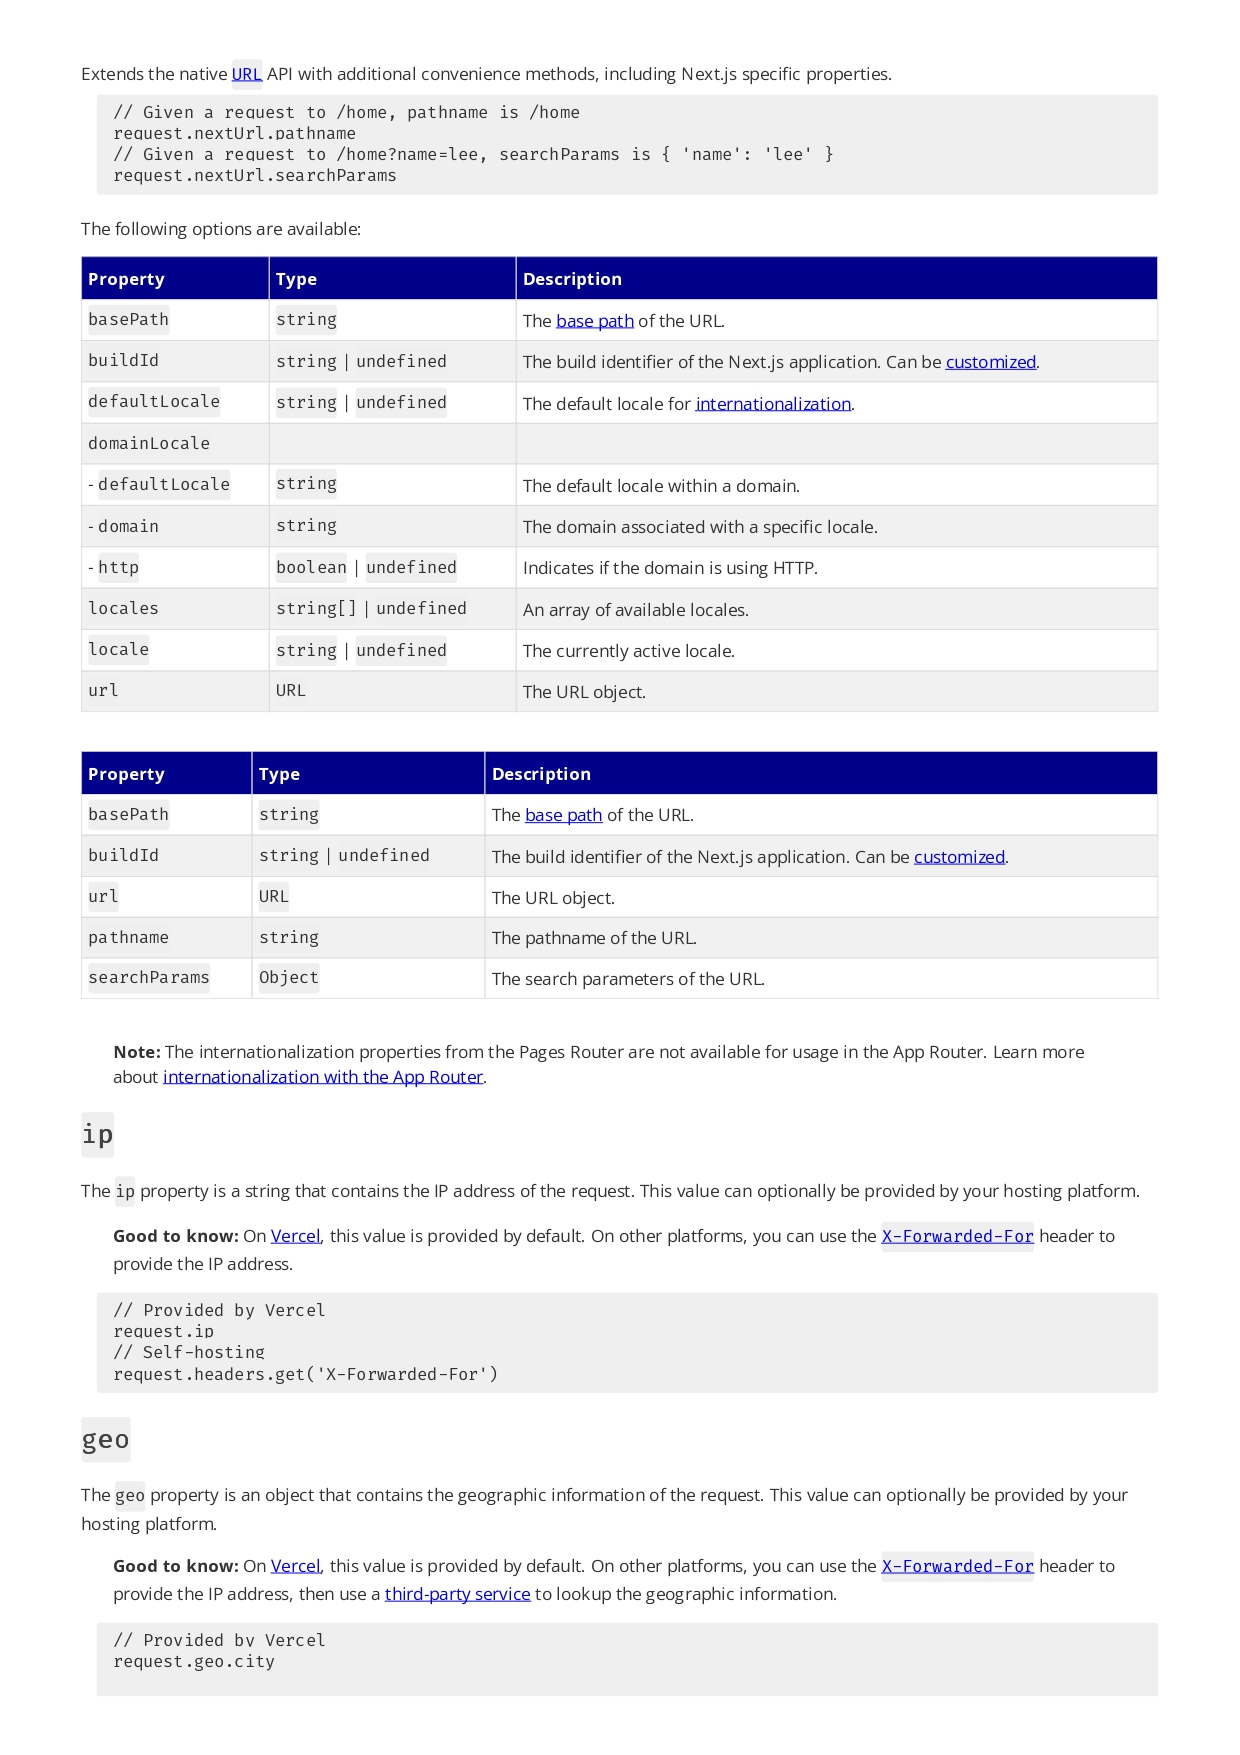 Extends the native URL API with additional convenience methods, including Next.js specific properties.
// Given a request to /home, pathname is /home
request.nextUrl.pathname
// Given a request to /home?name=lee, searchParams is { 'name': 'lee' }
request.nextUrl.searchParams
The following options are available:
Property Type Description
basePath string The base path of the URL.
buildId string | undefined The build identifier of the Next.js application. Can be customized.
defaultLocale string | undefined The default locale for internationalization.
domainLocale
- defaultLocale string The default locale within a domain.
- domain string The domain associated with a specific locale.
- http boolean | undefined Indicates if the domain is using HTTP.
locales string[] | undefined An array of available locales.
locale string | undefined The currently active locale.
url URL The URL object.
Property Type Description
basePath string The base path of the URL.
buildId string | undefined The build identifier of the Next.js application. Can be customized.
url URL The URL object.
pathname string The pathname of the URL.
searchParams Object The search parameters of the URL.
Note: The internationalization properties from the Pages Router are not available for usage in the App Router. Learn more
about internationalization with the App Router.
ip
The ip property is a string that contains the IP address of the request. This value can optionally be provided by your hosting platform.
Good to know: On Vercel, this value is provided by default. On other platforms, you can use the X-Forwarded-For header to
provide the IP address.
// Provided by Vercel
request.ip
// Self-hosting
request.headers.get('X-Forwarded-For')
geo
The geo property is an object that contains the geographic information of the request. This value can optionally be provided by your
hosting platform.
Good to know: On Vercel, this value is provided by default. On other platforms, you can use the X-Forwarded-For header to
provide the IP address, then use a third-party service to lookup the geographic information.
// Provided by Vercel
request.geo.city